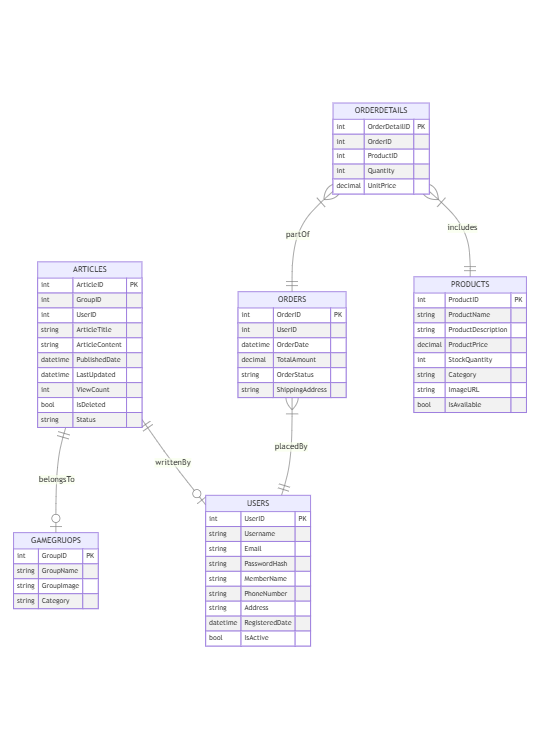 ORDERDETAILS
int OrderDetailID PK
int OrderID
int ProductID
int Quantity
decimal UnitPrice
partOf
includes
ARTICLES
int ArticleID PK
int GroupID
int UserID
string ArticleTitle
string ArticleContent
datetime PublishedDate
datetime LastUpdated
int ViewCount
bool IsDeleted
string Status
ORDERS
int OrderID PK
int UserID
datetime OrderDate
decimal TotalAmount
string OrderStatus
string ShippingAddress
PRODUCTS
int ProductID PK
string ProductName
string ProductDescription
decimal ProductPrice
int StockQuantity
string Category
string ImageURL
bool IsAvailable
belongsTo
writtenBy
placedBy
GAMEGRUOPS
int GroupID PK
string GroupName
string GroupImage
string Category
USERS
int UserID PK
string Username
string Email
string PasswordHash
string MemberName
string PhoneNumber
string Address
datetime RegisteredDate
bool IsActive